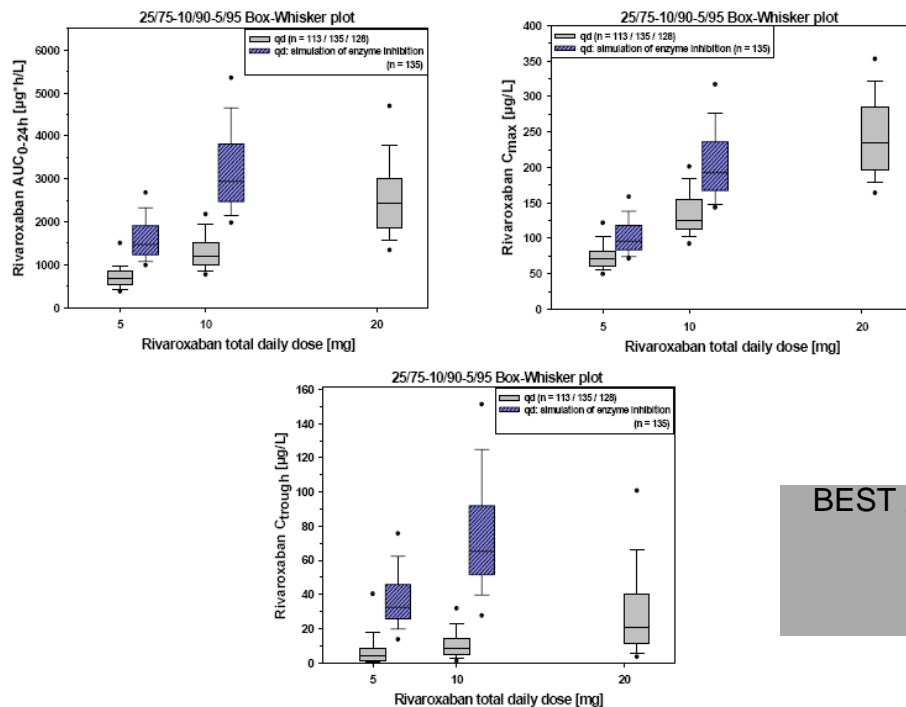 25/75-10/90-5/95 Box-Whisker plot
qd (n = 113 / 135 / 128)
qd: simulation of enzyme inhibition
(n = 135)
Rivaroxaban AUC0-24h [µg*h/L]
6000
5000
4000
3000
2000
1000
0
5 10 20
Rivaroxaban total daily dose [mg]
25/75-10/90-5/95 Box-Whisker plot
qd (n = 113 / 135 / 128)
qd: simulation of enzyme inhibition
(n = 135)
Rivaroxaban Cmax [µg/L]
400
350
300
250
200
150
100
50
0
5 10 20
Rivaroxaban total daily dose [mg]
25/75-10/90-5/95 Box-Whisker plot
qd (n = 113 / 135 / 128)
qd: simulation of enzyme inhibition
(n = 135)
Rivaroxaban Ctrough [µg/L]
160
140
120
100
80
60
40
20
0
5 10 20
Rivaroxaban total daily dose [mg]
BEST